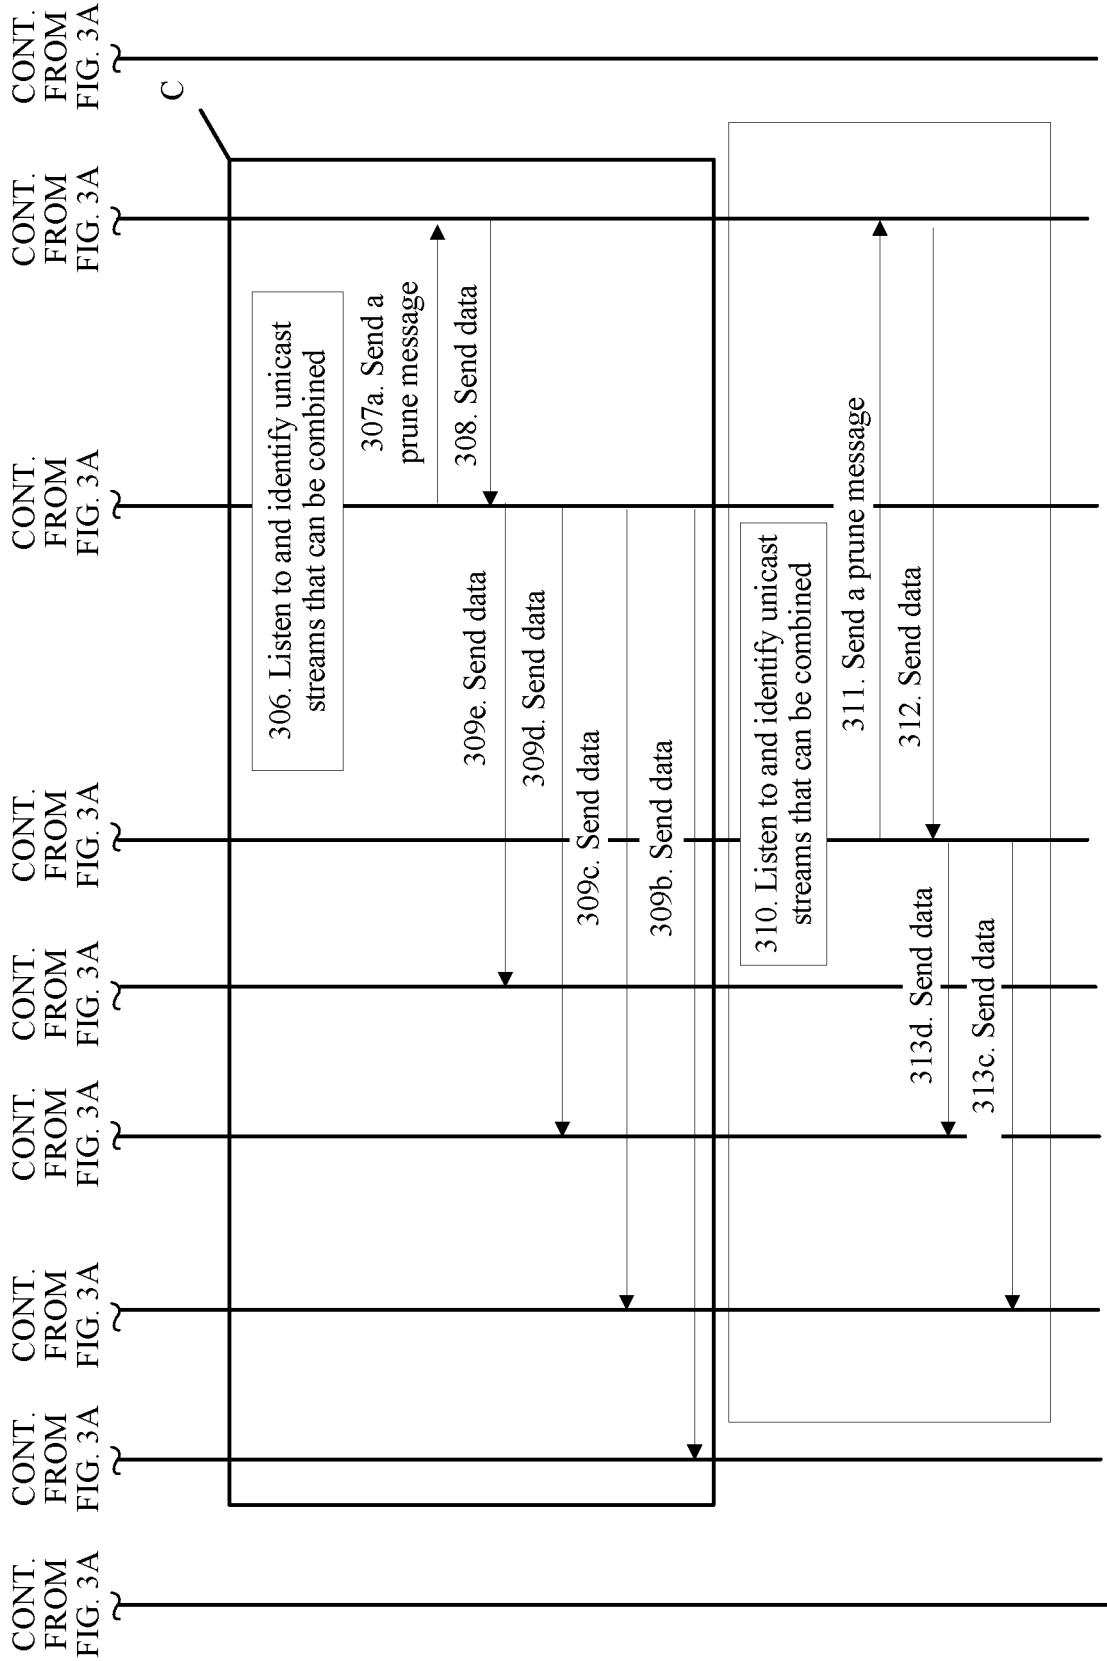 CONT.
FROM
FIG. 3A
CONT.
FROM
FIG. 3A
CONT.
FROM
FIG. 3A
CONT.
FROM
FIG. 3A
CONT.
FROM
FIG. 3A
CONT.
FROM
FIG. 3A
CONT.
FROM
FIG. 3A
CONT.
FROM
FIG. 3A
CONT.
FROM
FIG. 3A
C
306. Listen to and identify unicast
streams that can be combined
307a. Send a
prune message
308. Send data
309e. Send data
309d. Send data
309c. Send data
309b. Send data
310. Listen to and identify unicast
streams that can be combined
311. Send a prune message
312. Send data
313d. Send data
313c. Send data